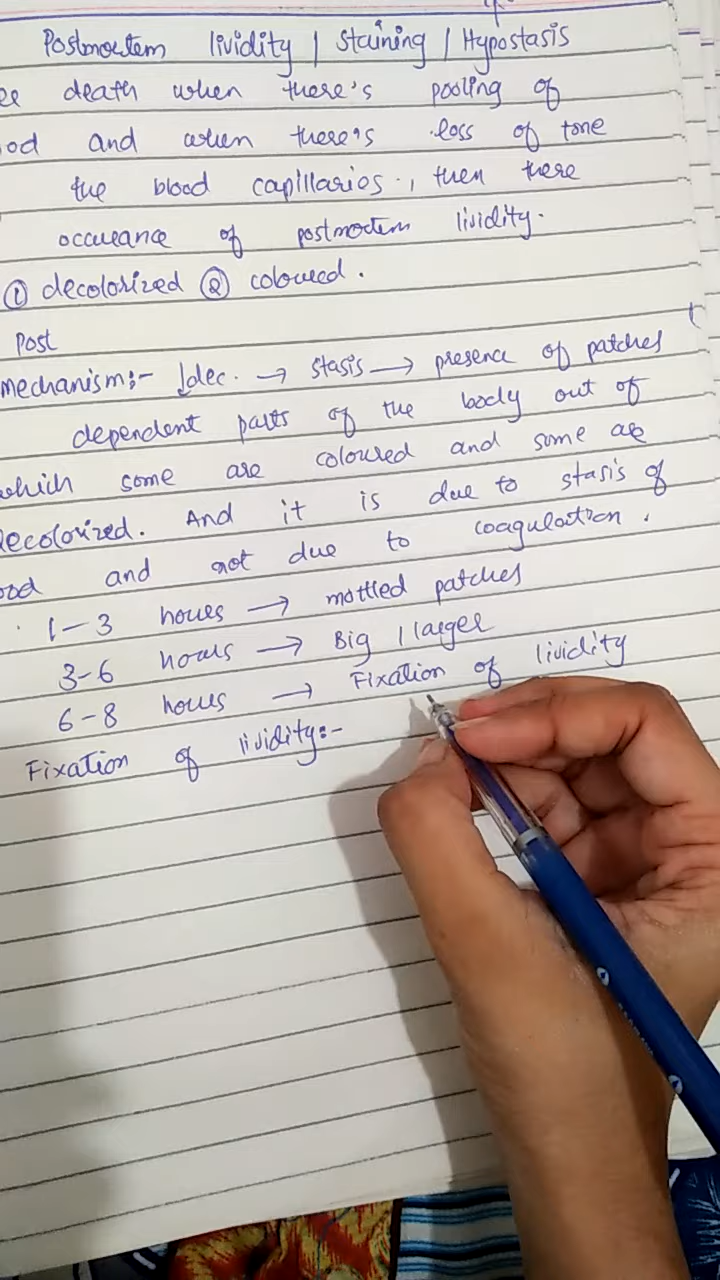 Postmortem lividity / Staining / Hypostasis
death when there's pooling of
and when there's loss of tone
the blood capillarios, then there
occurance of postmortem lividity.
① decolorized ② coloured.
Post
mechanism:- ↓dec. → stasis → presence of patches
dependent parts of the body out of
which some are coloured and some are
decolorized. And it is due to stasis of
and not due to coagulation.
1-3 hours → mottled patches
3-6 hours → Big / larger
6-8 hours → Fixation of lividity
Fixation of lividity:-